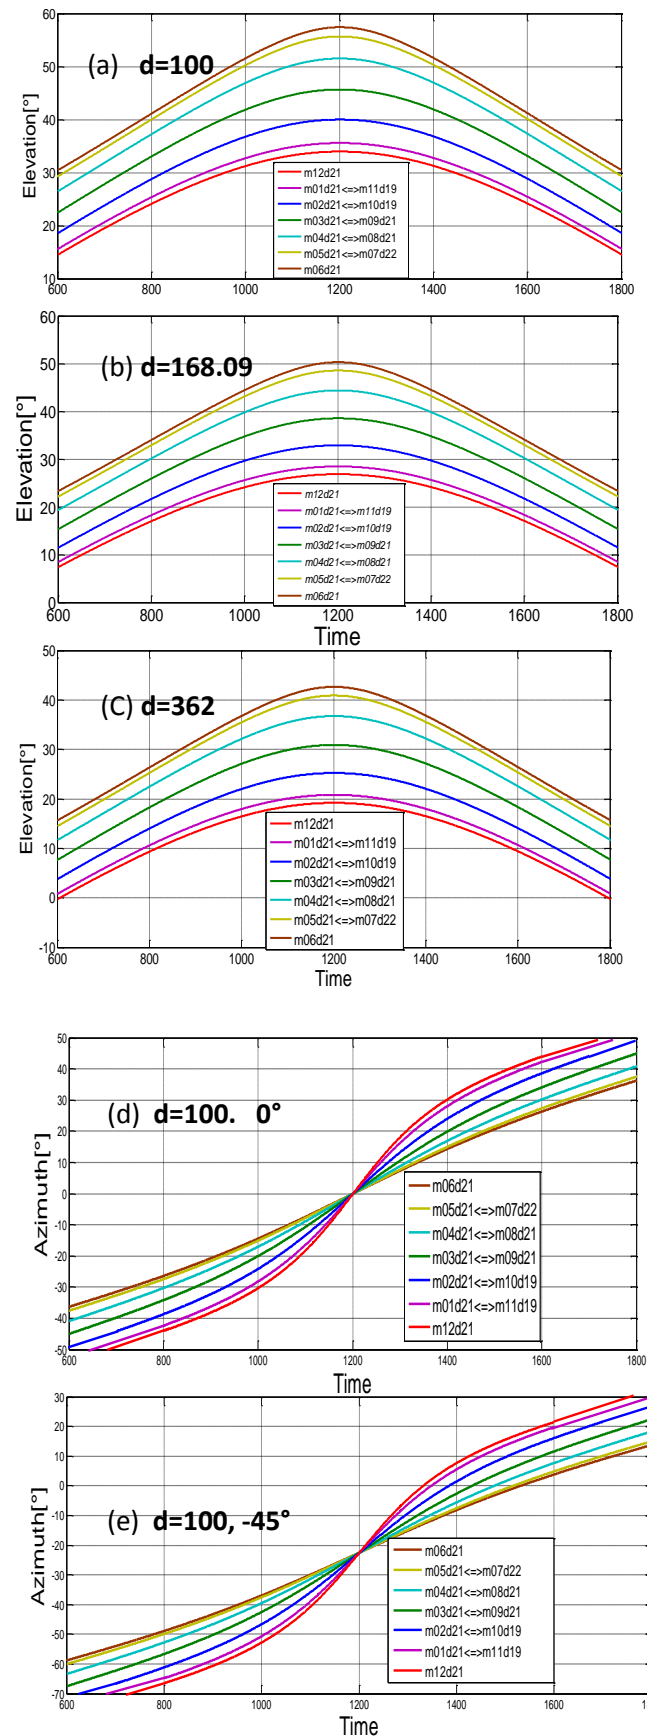 60
50
40
30
20
10
Elevation[°]
(a) d=100
m12d21
m01d21<=>m11d19
m02d21<=>m10d19
m03d21<=>m09d21
m04d21<=>m08d21
m05d21<=>m07d22
m06d21
600 800 1000 1200 1400 1600 1800
60
50
40
30
20
10
0
Elevation[°]
(b) d=168.09
m12d21
m01d21<=>m11d19
m02d21<=>m10d19
m03d21<=>m09d21
m04d21<=>m08d21
m05d21<=>m07d22
m06d21
600 800 1000 1200 1400 1600 1800
Time
50
40
30
20
10
0
-10
Elevation[°]
(C) d=362
m12d21
m01d21<=>m11d19
m02d21<=>m10d19
m03d21<=>m09d21
m04d21<=>m08d21
m05d21<=>m07d22
m06d21
600 800 1000 1200 1400 1600 1800
Time
50
40
30
20
10
0
-10
-20
-30
-40
-50
Azimuth[°]
(d) d=100. 0°
m06d21
m05d21<=>m07d22
m04d21<=>m08d21
m03d21<=>m09d21
m02d21<=>m10d19
m01d21<=>m11d19
m12d21
600 800 1000 1200 1400 1600 1800
Time
30
20
10
0
-10
-20
-30
-40
-50
-60
-70
Azimuth[°]
(e) d=100, -45°
m06d21
m05d21<=>m07d22
m04d21<=>m08d21
m03d21<=>m09d21
m02d21<=>m10d19
m01d21<=>m11d19
m12d21
600 800 1000 1200 1400 1600
Time